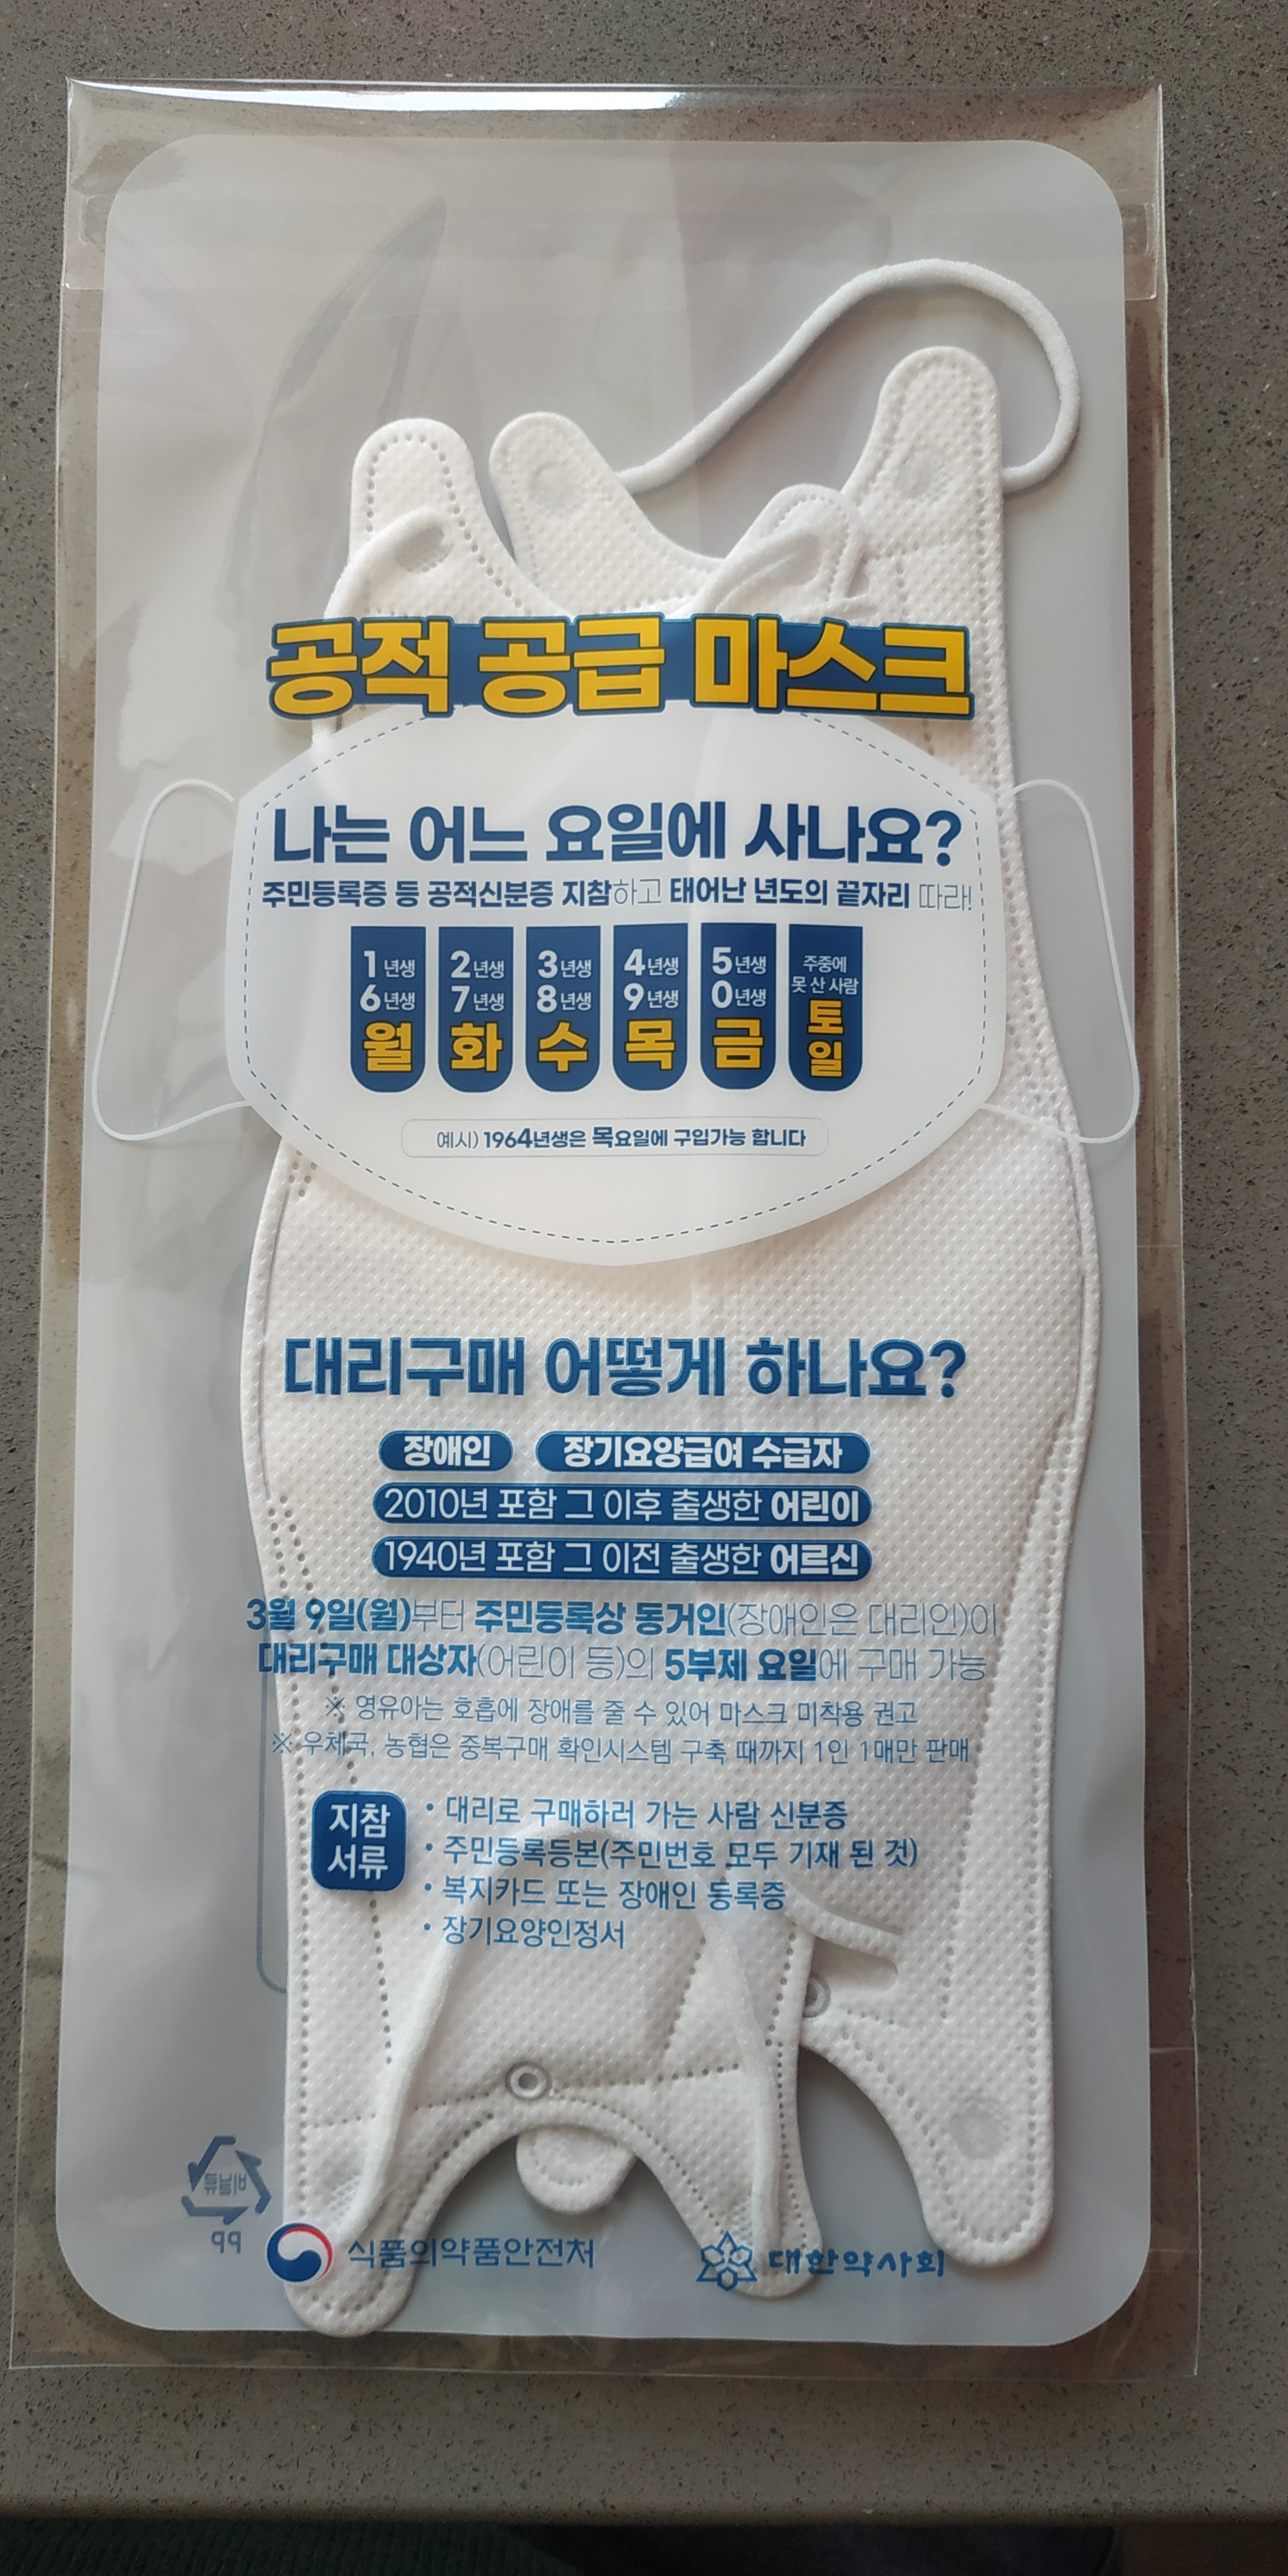 공적 공급 마스크
나는 어느 요일에 사나요?
주민등록증 등 공적신분증 지참하고 태어난 년도의 끝자리 따라!
1년생 2년생 3년생 4년생 5년생 주중에
6년생 7년생 8년생 9년생 0년생 못 산 사람
월 화 수 목 금 토
일
예시) 1964년생은 목요일에 구입가능 합니다
대리구매 어떻게 하나요?
장애인 장기요양급여 수급자
2010년 포함 그 이후 출생한 어린이
1940년 포함 그 이전 출생한 어르신
3월 9일(월)부터 주민등록상 동거인(장애인은 대리인)이
대리구매 대상자(어린이 등)의 5부제 요일에 구매 가능
※ 영유아는 호흡에 장애를 줄 수 있어 마스크 미착용 권고
※ 우체국, 농협은 중복구매 확인시스템 구축 때까지 1인 1매만 판매
지참
서류
• 대리로 구매하러 가는 사람 신분증
• 주민등록등본(주민번호 모두 기재 된 것)
• 복지카드 또는 장애인 등록증
• 장기요양인정서
비닐류
PP
식품의약품안전처
대한약사회